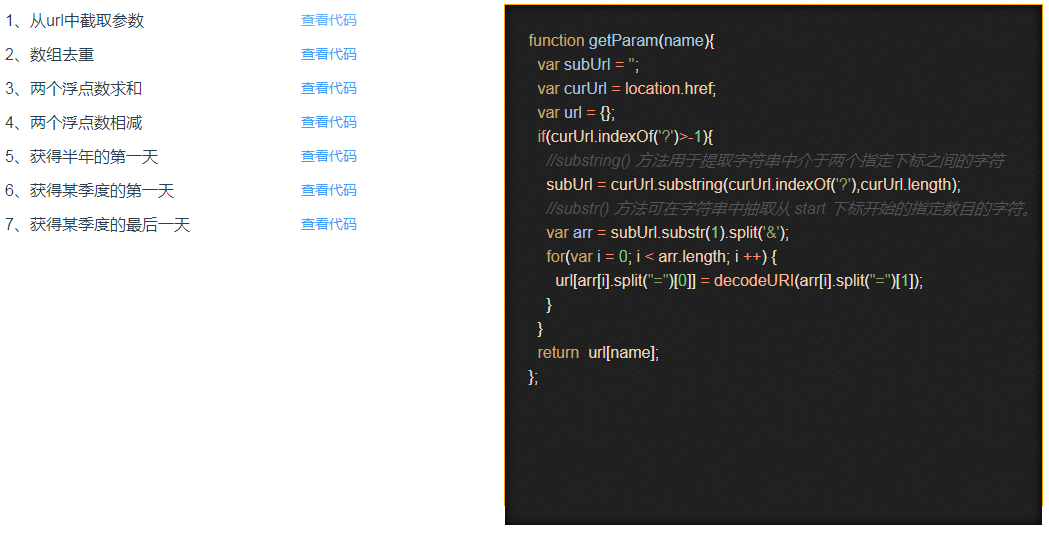 1、从url中截取参数 查看代码
2、数组去重 查看代码
3、两个浮点数求和 查看代码
4、两个浮点数相减 查看代码
5、获得半年的第一天 查看代码
6、获得某季度的第一天 查看代码
7、获得某季度的最后一天 查看代码
function getParam(name){
var subUrl = '';
var curUrl = location.href;
var url = {};
if(curUrl.indexOf('?')>-1){
//substring() 方法用于提取字符串中介于两个指定下标之间的字符
subUrl = curUrl.substring(curUrl.indexOf('?'),curUrl.length);
//substr() 方法可在字符串中抽取从 start 下标开始的指定数目的字符。
var arr = subUrl.substr(1).split('&');
for(var i = 0; i < arr.length; i ++) {
url[arr[i].split("=")[0]] = decodeURI(arr[i].split("=")[1]);
}
}
return  url[name];
};